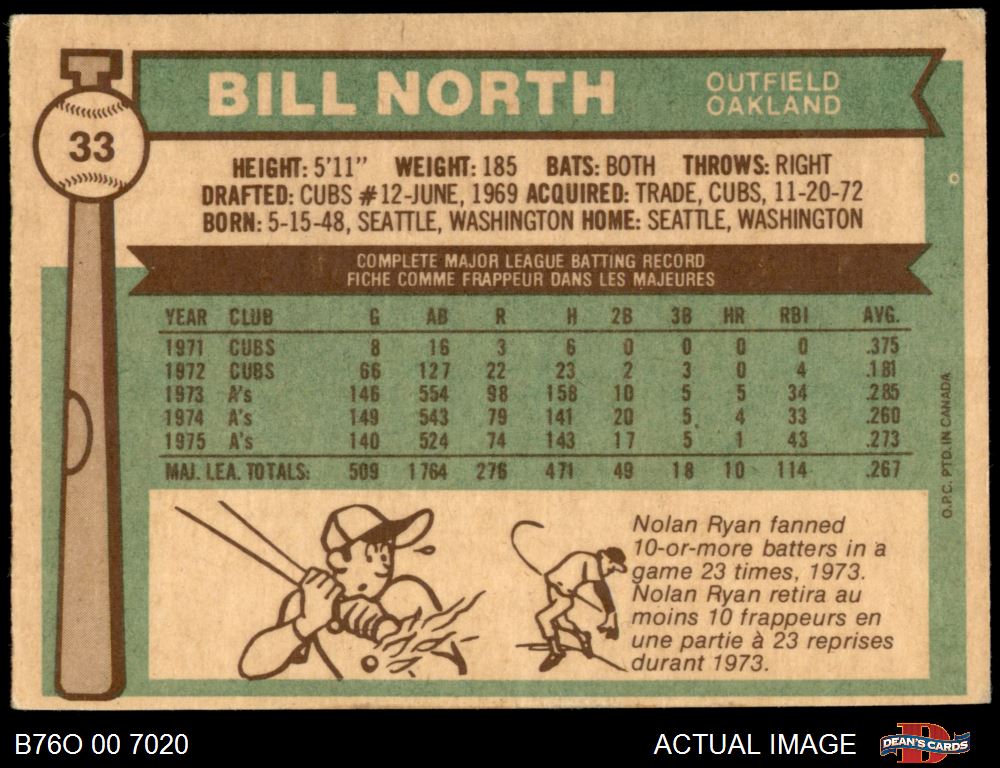 33
BILL NORTH
OUTFIELD
OAKLAND
HEIGHT: 5'11" WEIGHT: 185 BATS: BOTH THROWS: RIGHT
DRAFTED: CUBS #12-JUNE, 1969 ACQUIRED: TRADE, CUBS, 11-20-72
BORN: 5-15-48, SEATTLE, WASHINGTON HOME: SEATTLE, WASHINGTON
COMPLETE MAJOR LEAGUE BATTING RECORD
FICHE COMME FRAPPEUR DANS LES MAJEURES
YEAR CLUB G AB R H 2B 3B HR RBI AVG.
1971 CUBS 8 16 3 6 0 0 0 0 .375
1972 CUBS 66 127 22 23 2 3 0 4 .181
1973 A's 146 554 98 158 10 5 5 34 .285
1974 A's 149 543 79 141 20 5 4 33 .260
1975 A's 140 524 74 143 17 5 1 43 .273
MAJ. LEA. TOTALS: 509 1764 276 471 49 18 10 114 .267
O.P.C. PTD. IN CANADA
Nolan Ryan fanned
10-or-more batters in a
game 23 times, 1973.
Nolan Ryan retira au
moins 10 frappeurs en
une partie à 23 reprises
durant 1973.
B76O 00 7020
ACTUAL IMAGE
DEAN'S CARDS